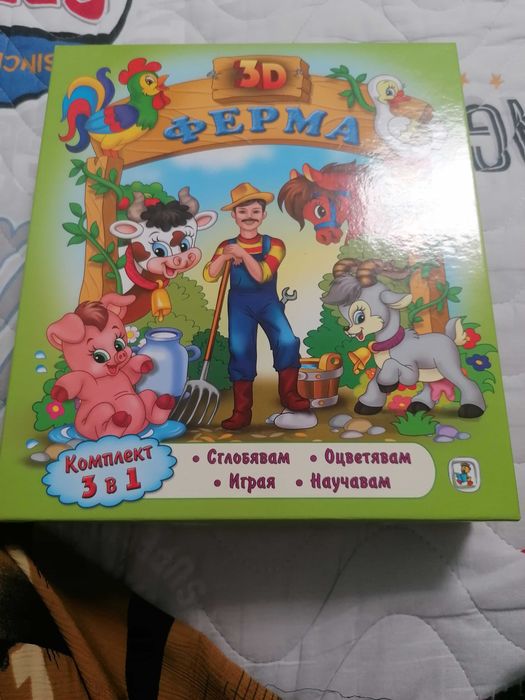 3D
ФЕРМА
Комплект
3 в 1
• Сглобявам • Оцветявам
• Играя • Научавам